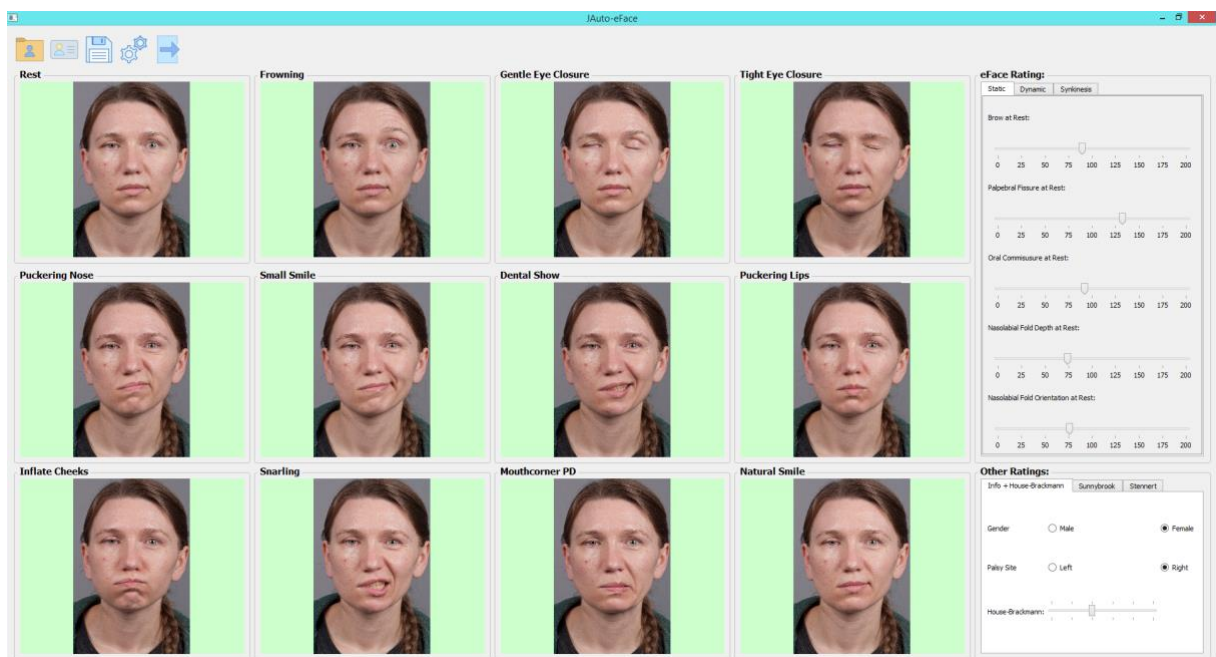 JAuto-eFace
Rest
Frowning
Gentle Eye Closure
Tight Eye Closure
eFace Rating:
Static Dynamic Synkinesis
Brow at Rest:
0 25 50 75 100 125 150 175 200
Palpebral Fissure at Rest:
0 25 50 75 100 125 150 175 200
Oral Commisusure at Rest:
0 25 50 75 100 125 150 175 200
Nasolabial Fold Depth at Rest:
0 25 50 75 100 125 150 175 200
Nasolabial Fold Orientation at Rest:
0 25 50 75 100 125 150 175 200
Puckering Nose
Small Smile
Dental Show
Puckering Lips
Inflate Cheeks
Snarling
Mouthcorner PD
Natural Smile
Other Ratings:
Info + House-Brackmann Sunnybrook Stennert
Gender Male Female
Palsy Site Left Right
House-Brackmann: